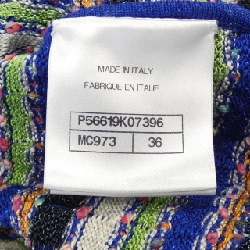 MADE IN ITALY
FABRIQUE EN ITALIE
P56619K07396
MC973 36